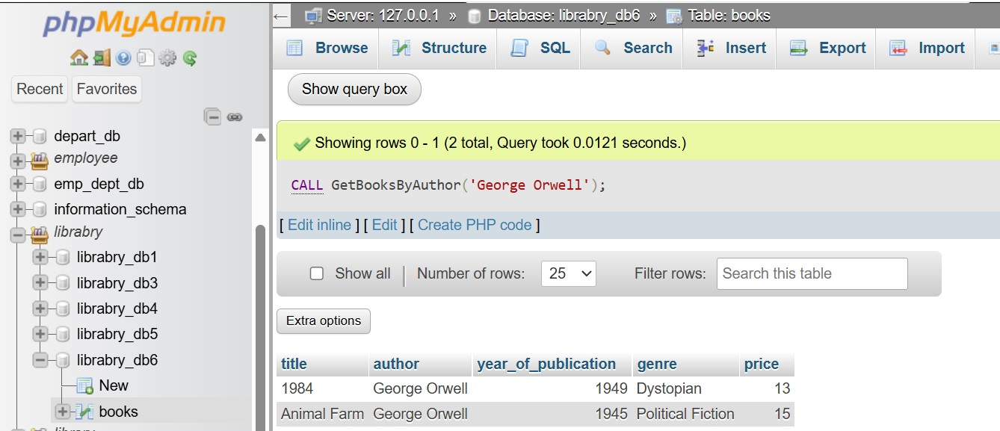 phpMyAdmin
Recent Favorites
depart_db
employee
emp_dept_db
information_schema
librabry
librabry_db1
librabry_db3
librabry_db4
librabry_db5
librabry_db6
New
books
library
← Server: 127.0.0.1 » Database: librabry_db6 » Table: books
Browse Structure SQL Search Insert Export Import
Show query box
Showing rows 0 - 1 (2 total, Query took 0.0121 seconds.)
CALL GetBooksByAuthor('George Orwell');
[ Edit inline ] [ Edit ] [ Create PHP code ]
Show all | Number of rows: 25 Filter rows: Search this table
Extra options
title author year_of_publication genre price
1984 George Orwell 1949 Dystopian 13
Animal Farm George Orwell 1945 Political Fiction 15